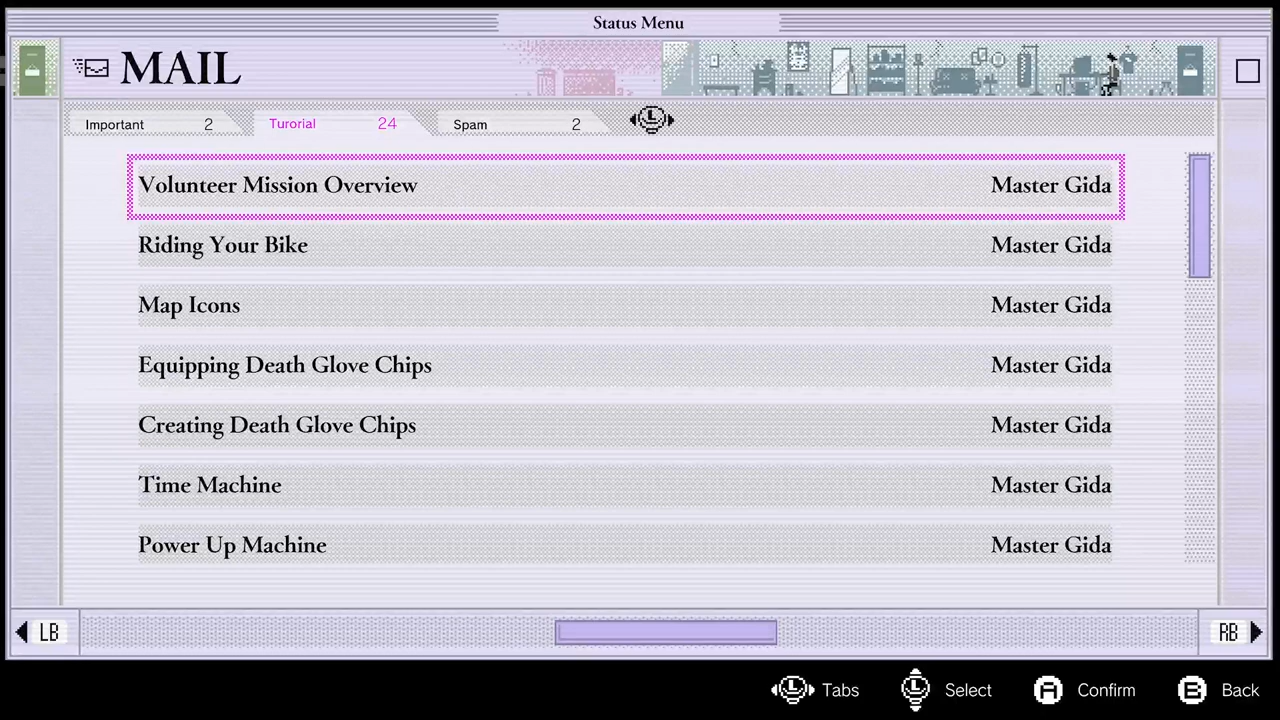 Status Menu
MAIL
Important 2 Turorial 24 Spam 2 L
Volunteer Mission Overview Master Gida
Riding Your Bike Master Gida
Map Icons Master Gida
Equipping Death Glove Chips Master Gida
Creating Death Glove Chips Master Gida
Time Machine Master Gida
Power Up Machine Master Gida
LB RB
L Tabs L Select A Confirm B Back